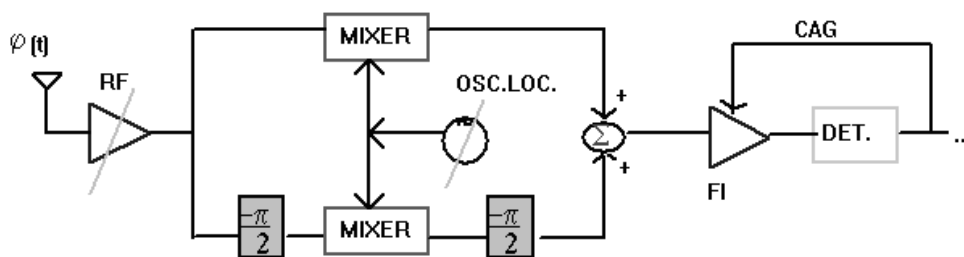 φ(t)
RF
MIXER
OSC.LOC.
CAG
+
Σ
+
DET.
..
FI
-π/2
MIXER
-π/2